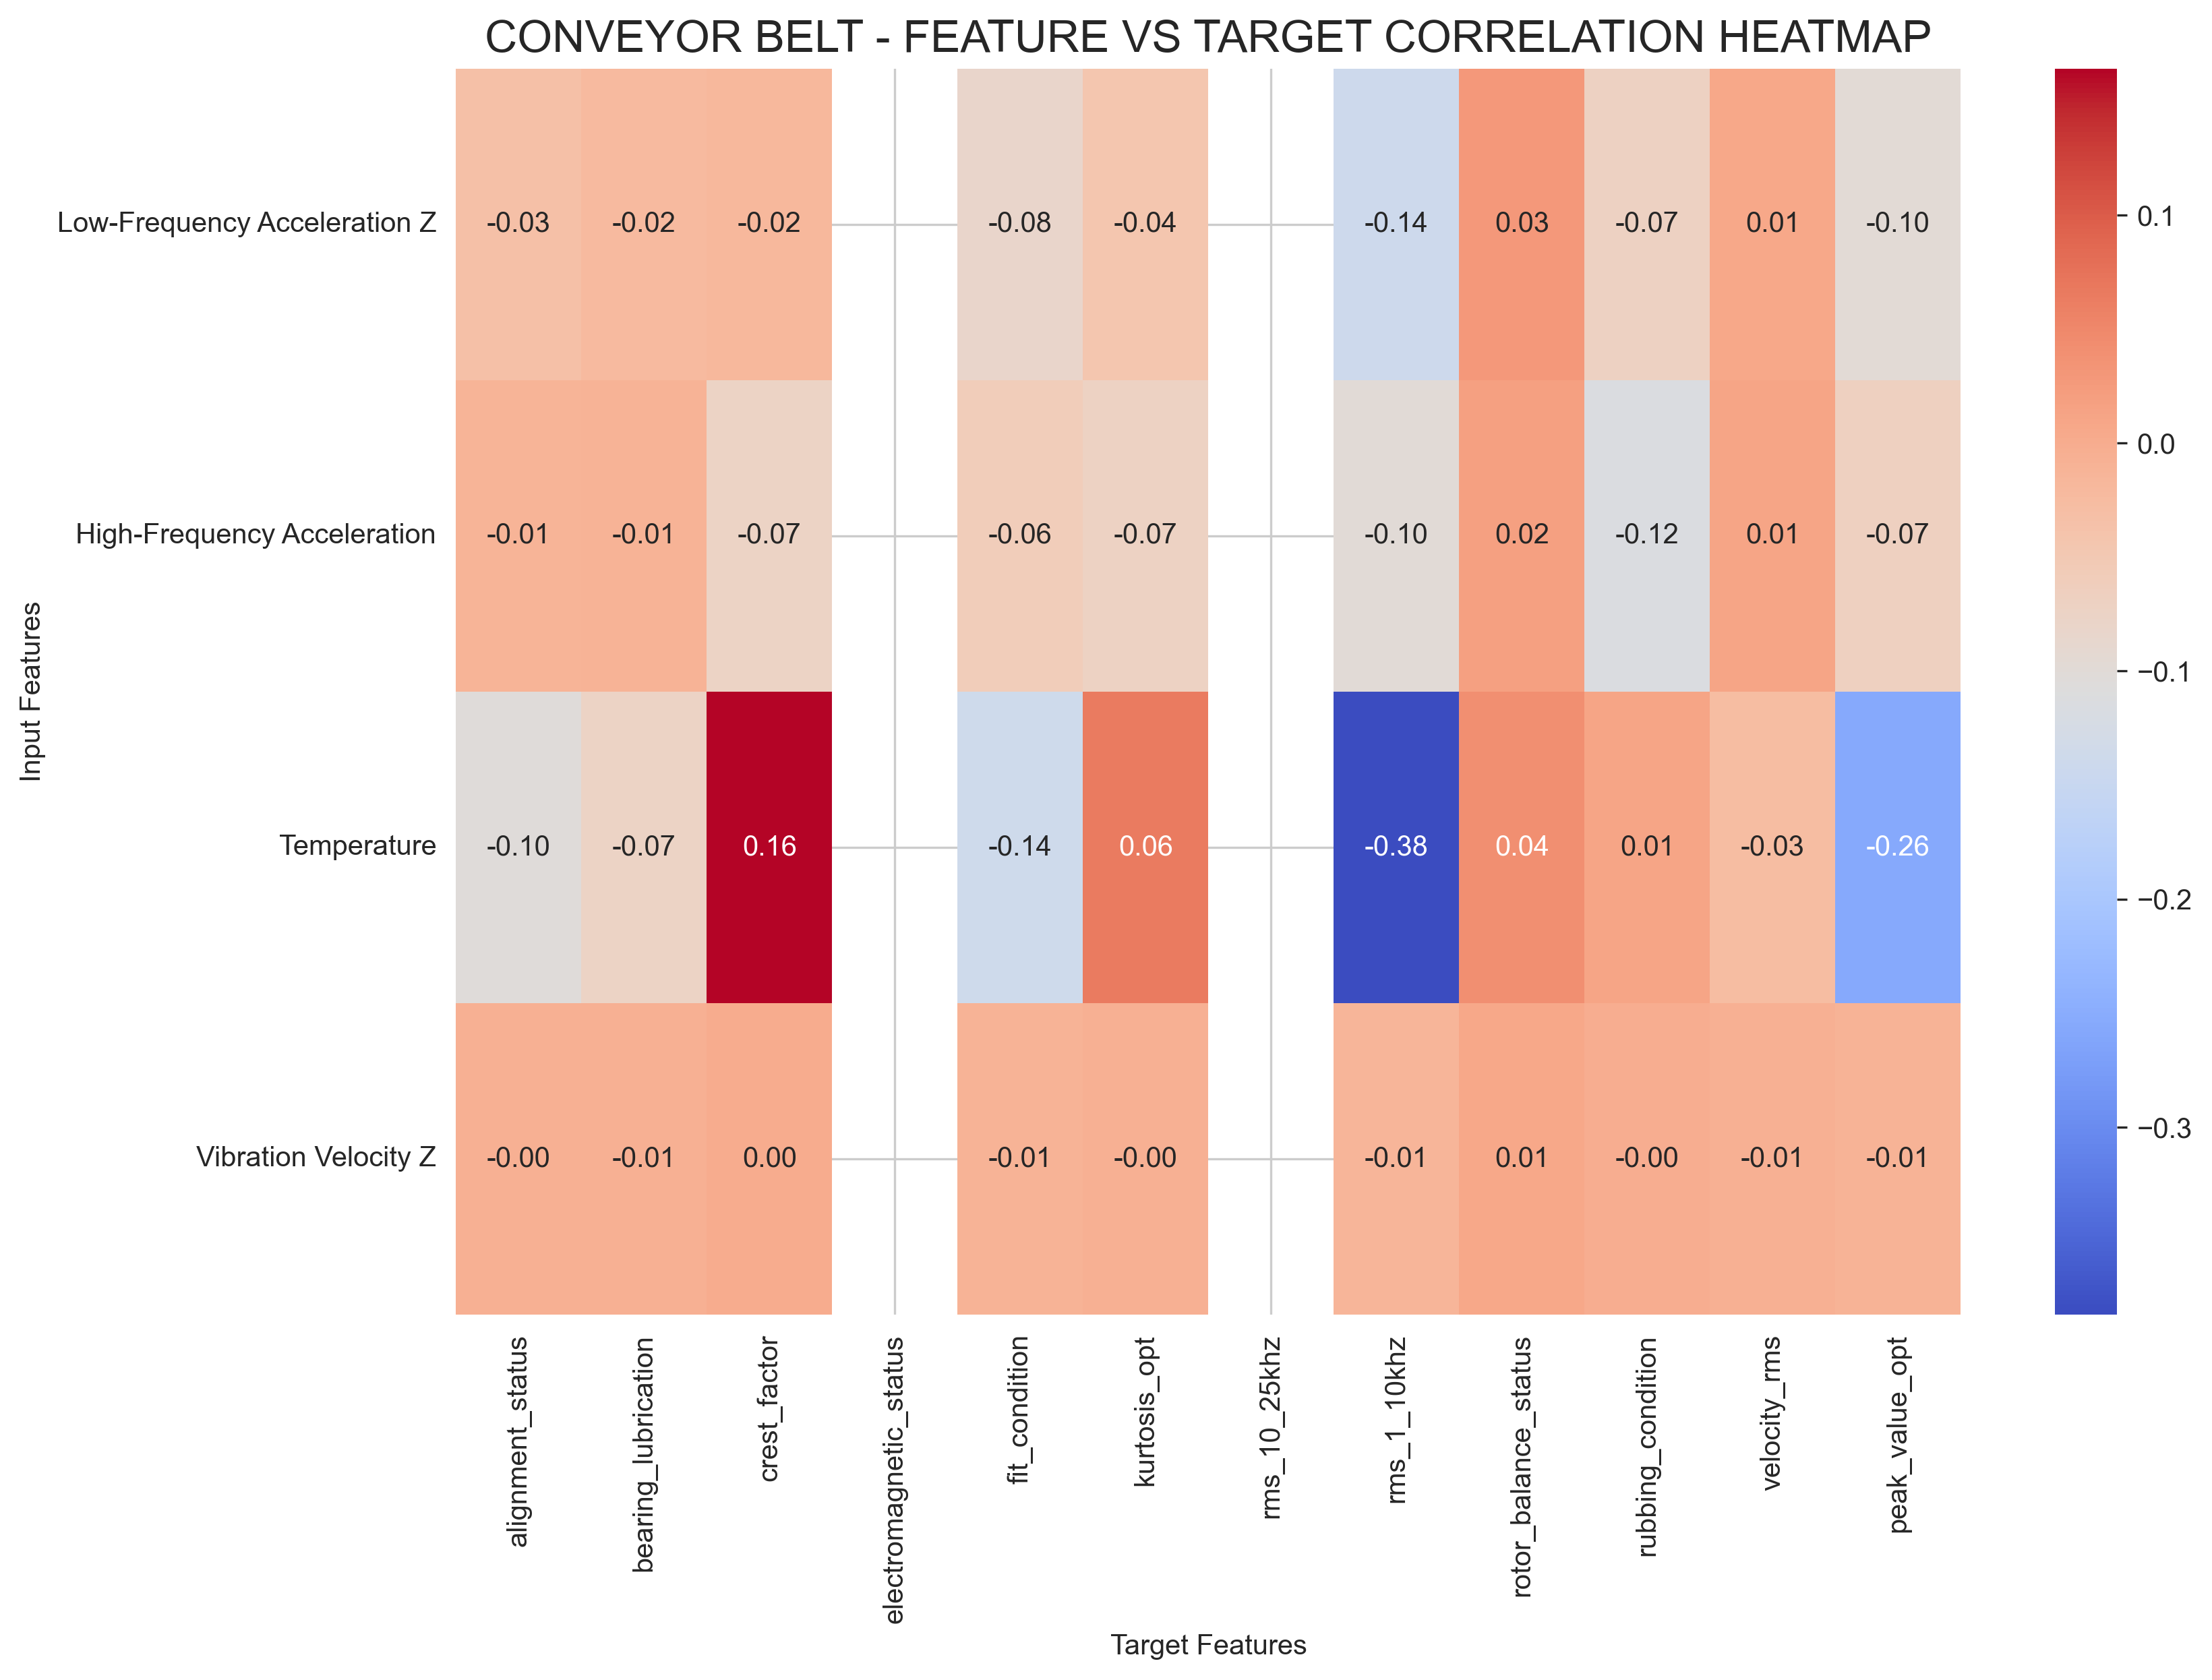 CONVEYOR BELT - FEATURE VS TARGET CORRELATION HEATMAP
Input Features
Low-Frequency Acceleration Z
-0.03 -0.02 -0.02 -0.08 -0.04 -0.14 0.03 -0.07 0.01 -0.10
High-Frequency Acceleration
-0.01 -0.01 -0.07 -0.06 -0.07 -0.10 0.02 -0.12 0.01 -0.07
Temperature
-0.10 -0.07 0.16 -0.14 0.06 -0.38 0.04 0.01 -0.03 -0.26
Vibration Velocity Z
-0.00 -0.01 0.00 -0.01 -0.00 -0.01 0.01 -0.00 -0.01 -0.01
alignment_status
bearing_lubrication
crest_factor
electromagnetic_status
fit_condition
kurtosis_opt
rms_10_25khz
rms_1_10khz
rotor_balance_status
rubbing_condition
velocity_rms
peak_value_opt
Target Features
0.1
0.0
−0.1
−0.2
−0.3